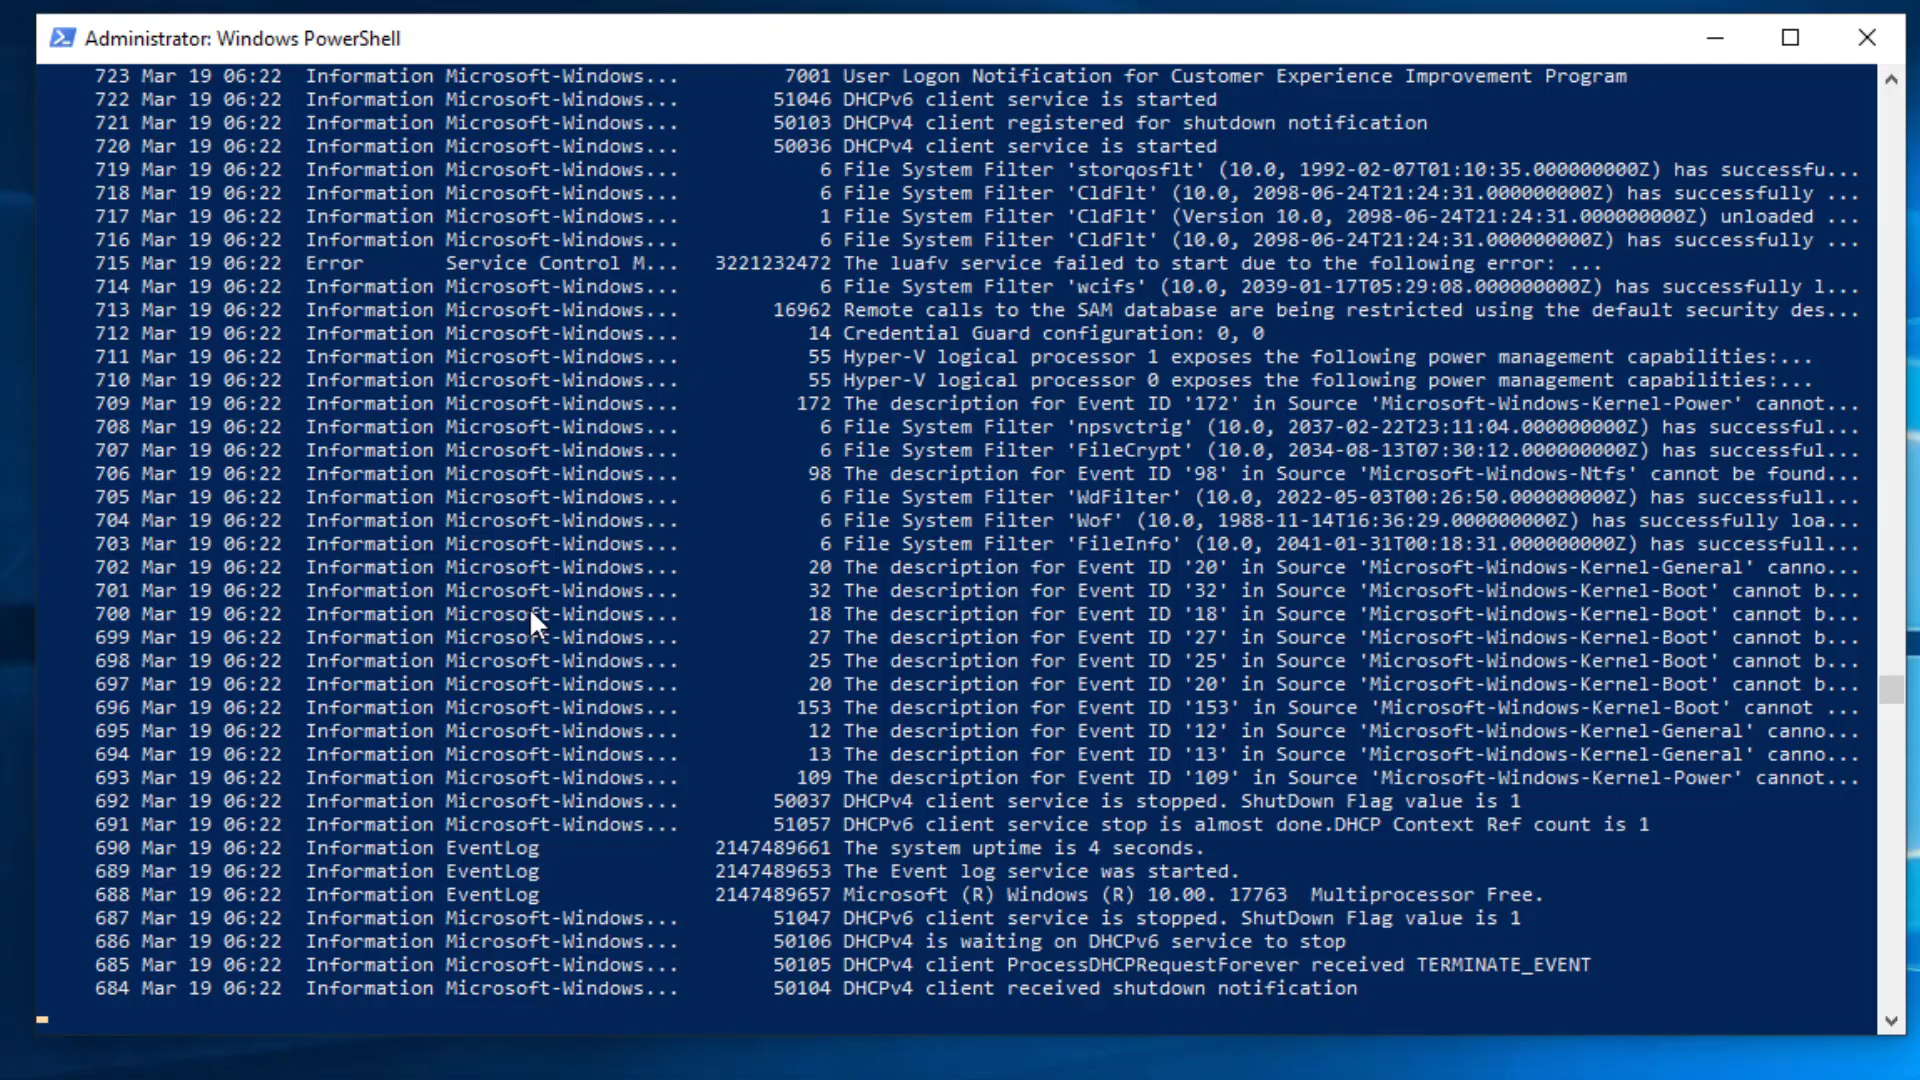 Administrator: Windows PowerShell
723 Mar 19 06:22 Information Microsoft-Windows... 7001 User Logon Notification for Customer Experience Improvement Program
722 Mar 19 06:22 Information Microsoft-Windows... 51046 DHCPv6 client service is started
721 Mar 19 06:22 Information Microsoft-Windows... 50103 DHCPv4 client registered for shutdown notification
720 Mar 19 06:22 Information Microsoft-Windows... 50036 DHCPv4 client service is started
719 Mar 19 06:22 Information Microsoft-Windows... 6 File System Filter 'storqosflt' (10.0, 1992-02-07T01:10:35.000000000Z) has successfu...
718 Mar 19 06:22 Information Microsoft-Windows... 6 File System Filter 'CldFlt' (10.0, 2098-06-24T21:24:31.000000000Z) has successfully ...
717 Mar 19 06:22 Information Microsoft-Windows... 1 File System Filter 'CldFlt' (Version 10.0, 2098-06-24T21:24:31.000000000Z) unloaded ...
716 Mar 19 06:22 Information Microsoft-Windows... 6 File System Filter 'CldFlt' (10.0, 2098-06-24T21:24:31.000000000Z) has successfully ...
715 Mar 19 06:22 Error Service Control M... 3221232472 The luafv service failed to start due to the following error: ...
714 Mar 19 06:22 Information Microsoft-Windows... 6 File System Filter 'wcifs' (10.0, 2039-01-17T05:29:08.000000000Z) has successfully l...
713 Mar 19 06:22 Information Microsoft-Windows... 16962 Remote calls to the SAM database are being restricted using the default security des...
712 Mar 19 06:22 Information Microsoft-Windows... 14 Credential Guard configuration: 0, 0
711 Mar 19 06:22 Information Microsoft-Windows... 55 Hyper-V logical processor 1 exposes the following power management capabilities:...
710 Mar 19 06:22 Information Microsoft-Windows... 55 Hyper-V logical processor 0 exposes the following power management capabilities:...
709 Mar 19 06:22 Information Microsoft-Windows... 172 The description for Event ID '172' in Source 'Microsoft-Windows-Kernel-Power' cannot...
708 Mar 19 06:22 Information Microsoft-Windows... 6 File System Filter 'npsvctrig' (10.0, 2037-02-22T23:11:04.000000000Z) has successful...
707 Mar 19 06:22 Information Microsoft-Windows... 6 File System Filter 'FileCrypt' (10.0, 2034-08-13T07:30:12.000000000Z) has successful...
706 Mar 19 06:22 Information Microsoft-Windows... 98 The description for Event ID '98' in Source 'Microsoft-Windows-Ntfs' cannot be found...
705 Mar 19 06:22 Information Microsoft-Windows... 6 File System Filter 'WdFilter' (10.0, 2022-05-03T00:26:50.000000000Z) has successfull...
704 Mar 19 06:22 Information Microsoft-Windows... 6 File System Filter 'Wof' (10.0, 1988-11-14T16:36:29.000000000Z) has successfully loa...
703 Mar 19 06:22 Information Microsoft-Windows... 6 File System Filter 'FileInfo' (10.0, 2041-01-31T00:18:31.000000000Z) has successfull...
702 Mar 19 06:22 Information Microsoft-Windows... 20 The description for Event ID '20' in Source 'Microsoft-Windows-Kernel-General' canno...
701 Mar 19 06:22 Information Microsoft-Windows... 32 The description for Event ID '32' in Source 'Microsoft-Windows-Kernel-Boot' cannot b...
700 Mar 19 06:22 Information Microsoft-Windows... 18 The description for Event ID '18' in Source 'Microsoft-Windows-Kernel-Boot' cannot b...
699 Mar 19 06:22 Information Microsoft-Windows... 27 The description for Event ID '27' in Source 'Microsoft-Windows-Kernel-Boot' cannot b...
698 Mar 19 06:22 Information Microsoft-Windows... 25 The description for Event ID '25' in Source 'Microsoft-Windows-Kernel-Boot' cannot b...
697 Mar 19 06:22 Information Microsoft-Windows... 20 The description for Event ID '20' in Source 'Microsoft-Windows-Kernel-Boot' cannot b...
696 Mar 19 06:22 Information Microsoft-Windows... 153 The description for Event ID '153' in Source 'Microsoft-Windows-Kernel-Boot' cannot ...
695 Mar 19 06:22 Information Microsoft-Windows... 12 The description for Event ID '12' in Source 'Microsoft-Windows-Kernel-General' canno...
694 Mar 19 06:22 Information Microsoft-Windows... 13 The description for Event ID '13' in Source 'Microsoft-Windows-Kernel-General' canno...
693 Mar 19 06:22 Information Microsoft-Windows... 109 The description for Event ID '109' in Source 'Microsoft-Windows-Kernel-Power' cannot...
692 Mar 19 06:22 Information Microsoft-Windows... 50037 DHCPv4 client service is stopped. ShutDown Flag value is 1
691 Mar 19 06:22 Information Microsoft-Windows... 51057 DHCPv6 client service stop is almost done.DHCP Context Ref count is 1
690 Mar 19 06:22 Information EventLog 2147489661 The system uptime is 4 seconds.
689 Mar 19 06:22 Information EventLog 2147489653 The Event log service was started.
688 Mar 19 06:22 Information EventLog 2147489657 Microsoft (R) Windows (R) 10.00. 17763 Multiprocessor Free.
687 Mar 19 06:22 Information Microsoft-Windows... 51047 DHCPv6 client service is stopped. ShutDown Flag value is 1
686 Mar 19 06:22 Information Microsoft-Windows... 50106 DHCPv4 is waiting on DHCPv6 service to stop
685 Mar 19 06:22 Information Microsoft-Windows... 50105 DHCPv4 client ProcessDHCPRequestForever received TERMINATE_EVENT
684 Mar 19 06:22 Information Microsoft-Windows... 50104 DHCPv4 client received shutdown notification